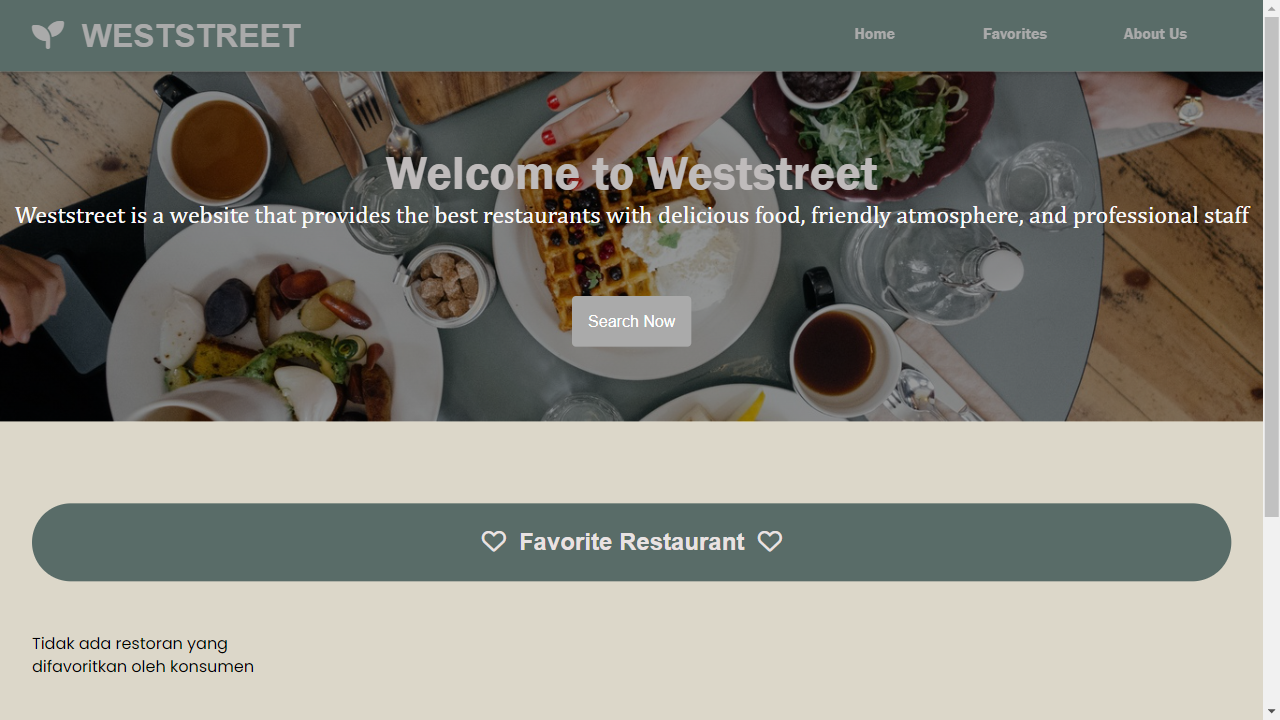 WESTSTREET
Home
Favorites
About Us
Welcome to Weststreet
Weststreet is a website that provides the best restaurants with delicious food, friendly atmosphere, and professional staff
Search Now
Favorite Restaurant
Tidak ada restoran yang
difavoritkan oleh konsumen